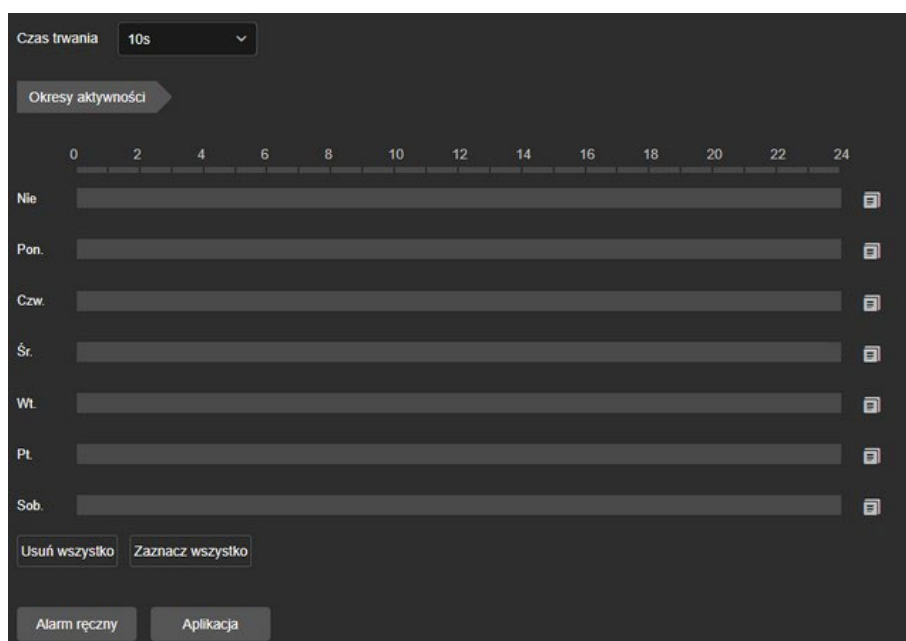 Czas trwania 10s
Okresy aktywności
0 2 4 6 8 10 12 14 16 18 20 22 24
Nie
Pon.
Czw.
Śr.
Wt.
Pt.
Sob.
Usuń wszystko Zaznacz wszystko
Alarm ręczny Aplikacja